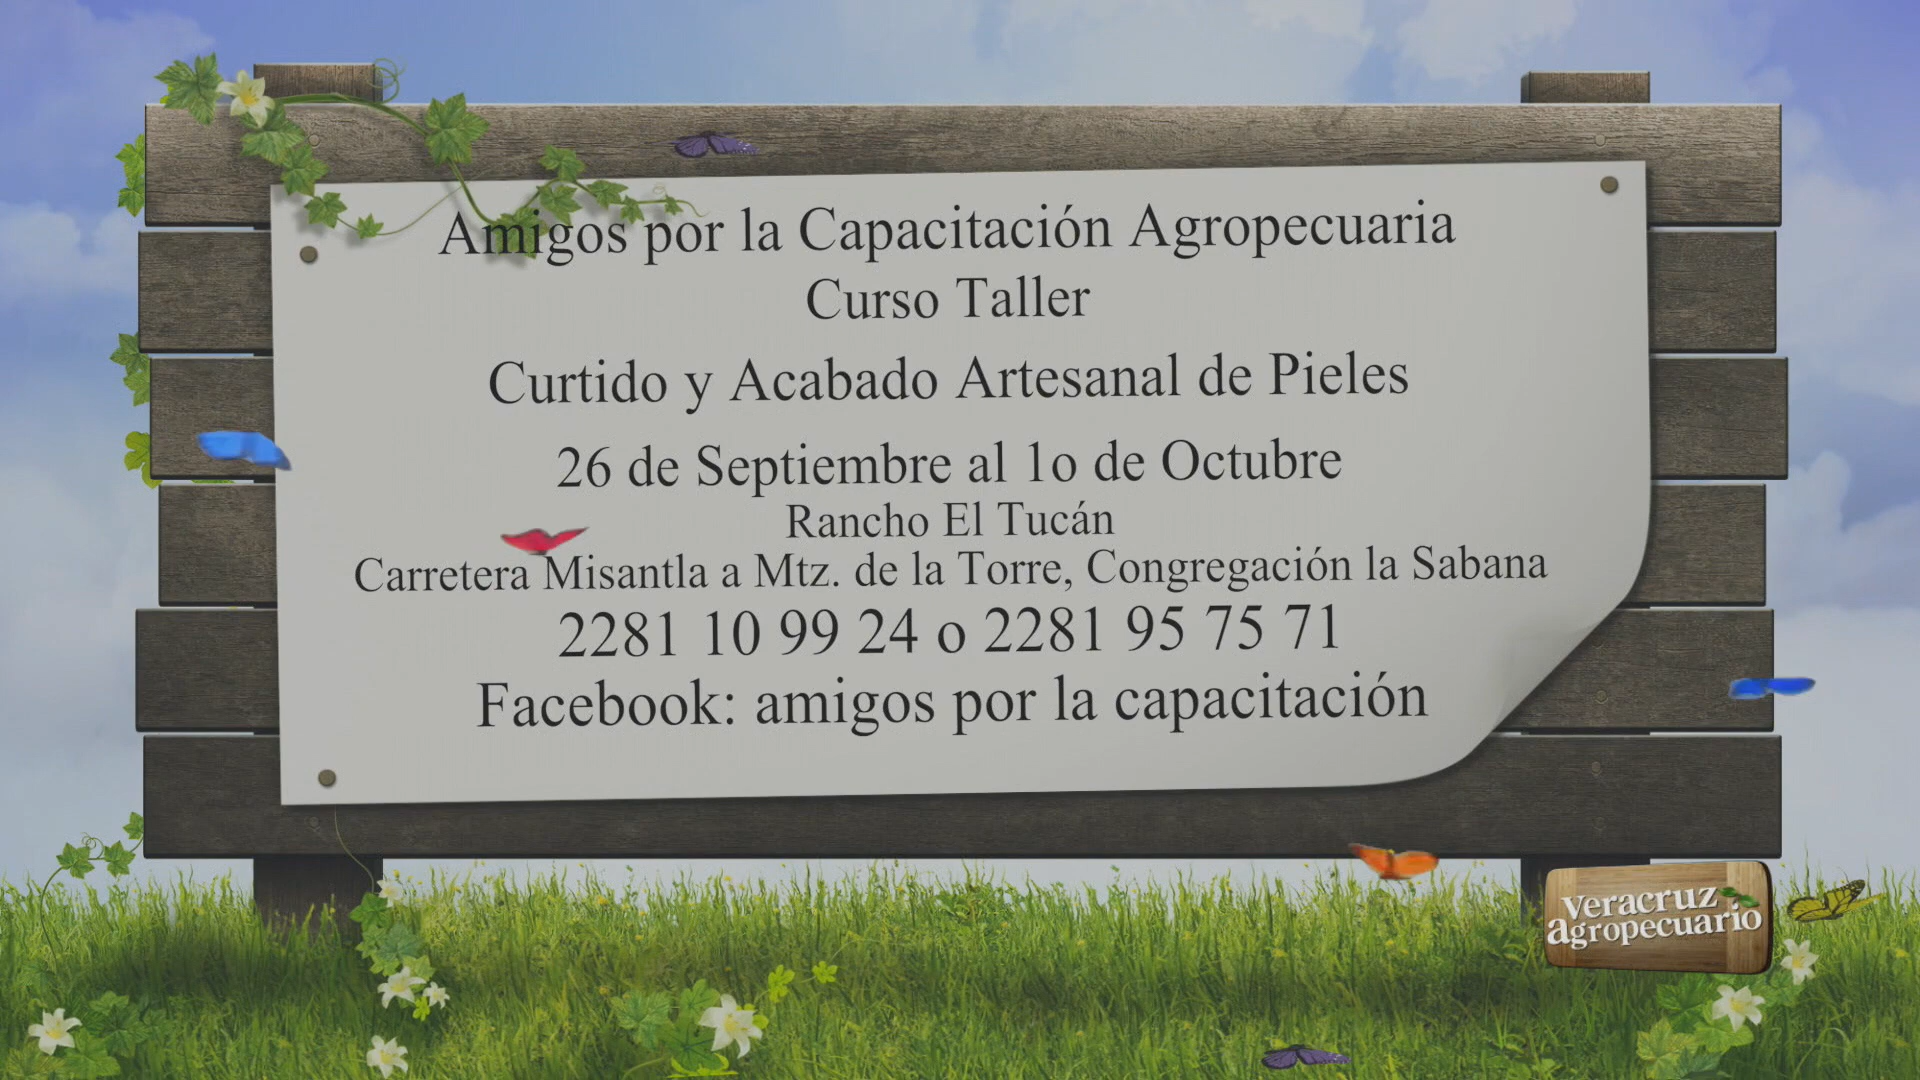 Amigos por la Capacitación Agropecuaria
Curso Taller
Curtido y Acabado Artesanal de Pieles
26 de Septiembre al 1o de Octubre
Rancho El Tucán
Carretera Misantla a Mtz. de la Torre, Congregación la Sabana
2281 10 99 24 o 2281 95 75 71
Facebook: amigos por la capacitación
veracruz
agropecuario